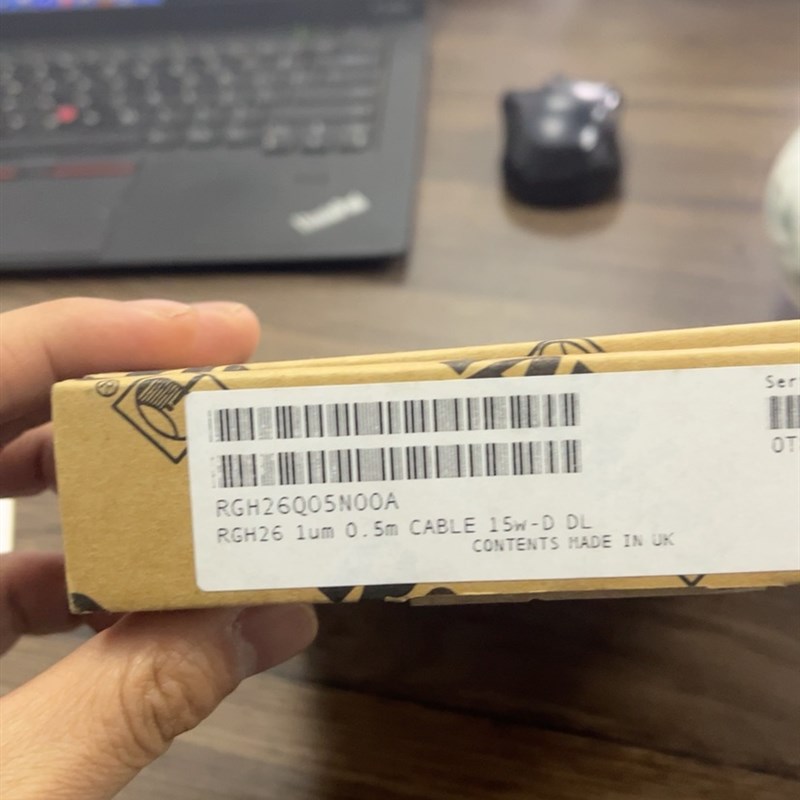 ThinkPad
Ser
OT
RGH26Q05N00A
RGH26 1um 0.5m CABLE 15w-D DL
CONTENTS MADE IN UK